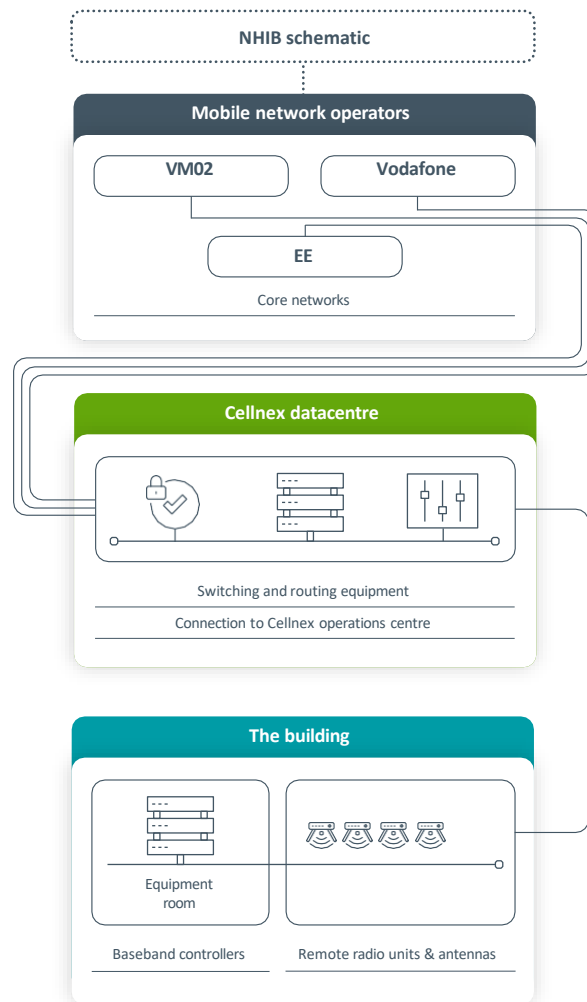 NHIB schematic
Mobile network operators
VM02
Vodafone
EE
Core networks
Cellnex datacentre
Switching and routing equipment
Connection to Cellnex operations centre
The building
Equipment
room
Baseband controllers
Remote radio units & antennas